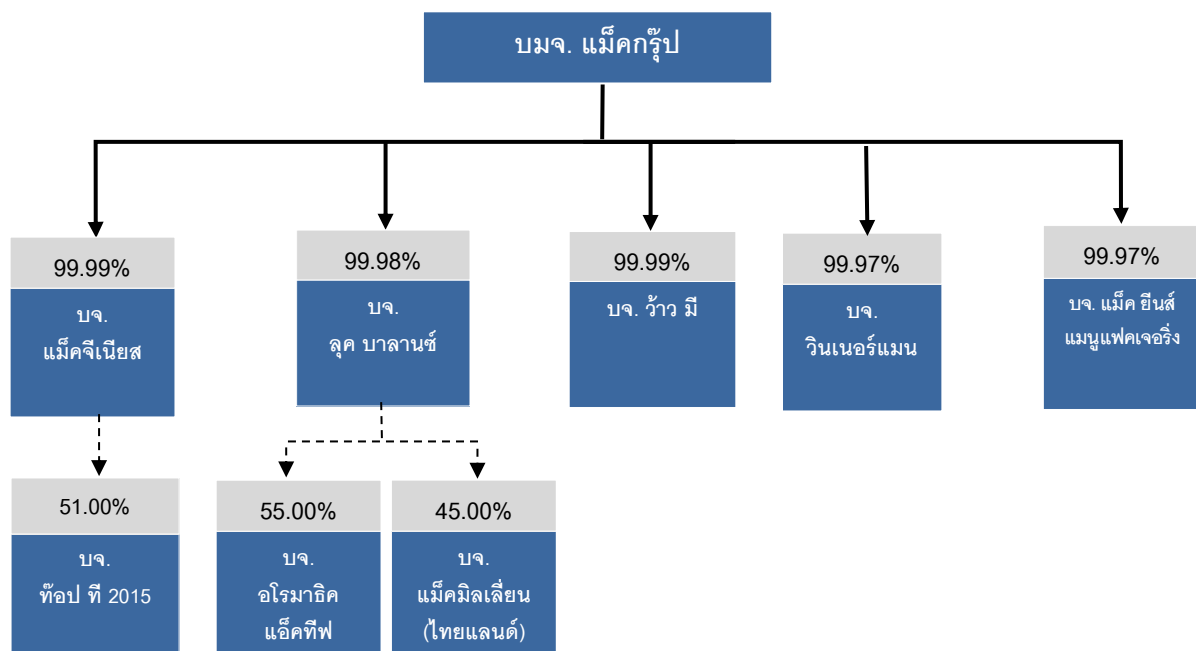 บมจ. แม็คกรุ๊ป
99.99%
บจ.
แม็คจีเนียส
99.98%
บจ.
ลุค บาลานซ์
99.99%
บจ. ว้าว มี
99.97%
บจ.
วินเนอร์แมน
99.97%
บจ. แม็ค ยีนส์
แมนูแฟคเจอริ่ง
51.00%
บจ.
ท๊อป ที 2015
55.00%
บจ.
อโรมาธิค
แอ็คทีฟ
45.00%
บจ.
แม็คมิลเลี่ยน
(ไทยแลนด์)